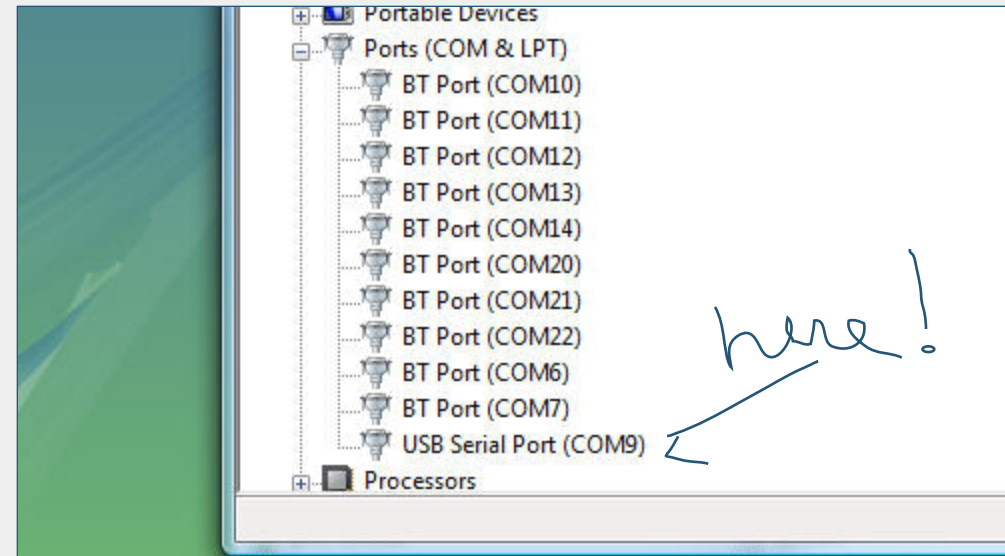 Portable Devices
Ports (COM & LPT)
BT Port (COM10)
BT Port (COM11)
BT Port (COM12)
BT Port (COM13)
BT Port (COM14)
BT Port (COM20)
BT Port (COM21)
BT Port (COM22)
here!
BT Port (COM6)
BT Port (COM7)
USB Serial Port (COM9)
Processors